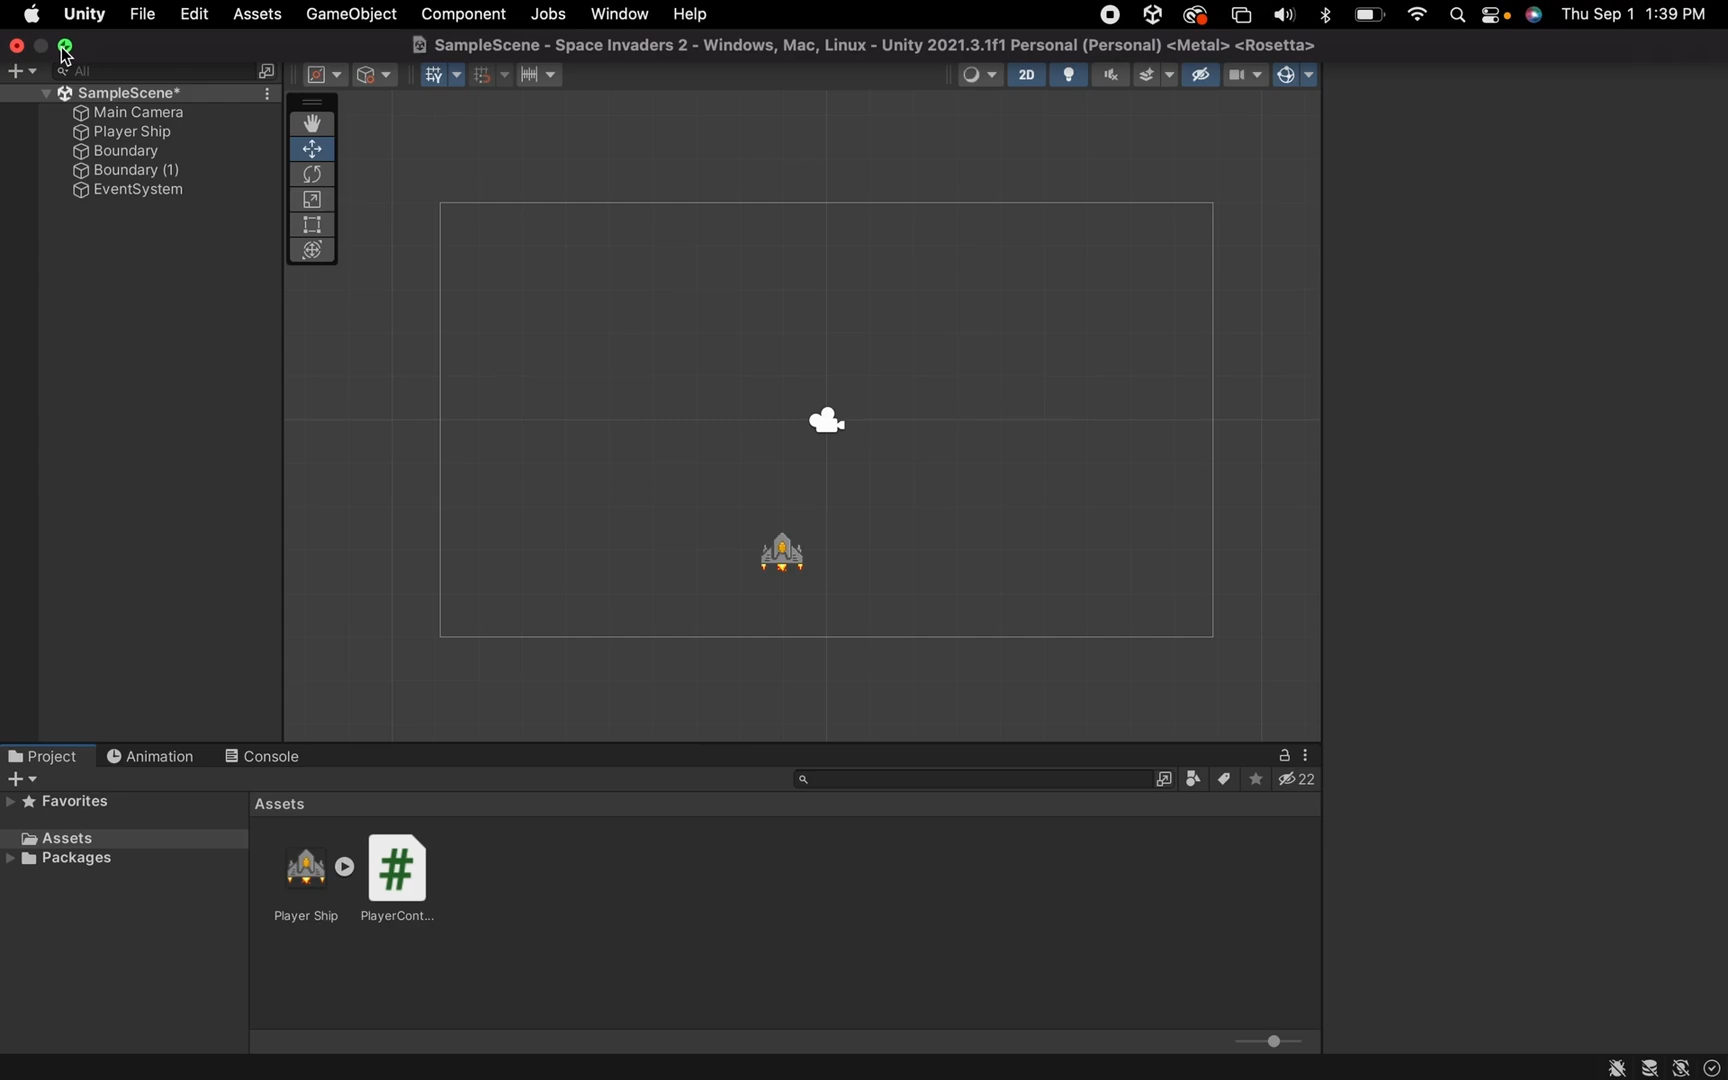 Unity File Edit Assets GameObject Component Jobs Window Help Thu Sep 1 1:39 PM
SampleScene - Space Invaders 2 - Windows, Mac, Linux - Unity 2021.3.1f1 Personal (Personal) <Metal> <Rosetta>
All
2D
SampleScene*
Main Camera
Player Ship
Boundary
Boundary (1)
EventSystem
Project Animation Console
22
Favorites
Assets
Assets
Packages
Player Ship PlayerCont...